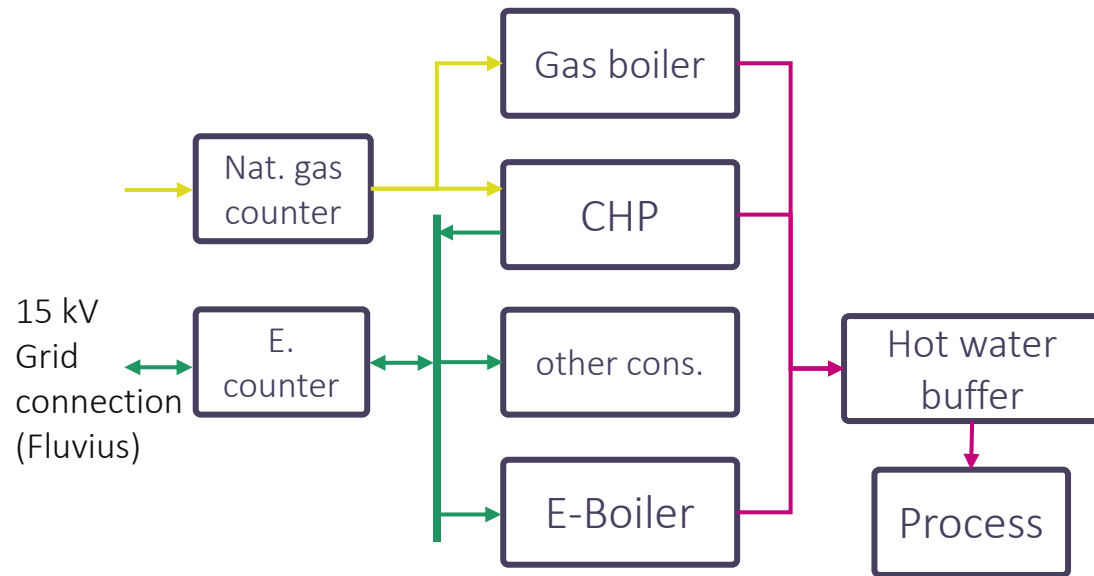 Gas boiler
Nat. gas
counter
CHP
15 kV
Grid
connection
(Fluvius)
E.
counter
other cons.
Hot water
buffer
E-Boiler
Process